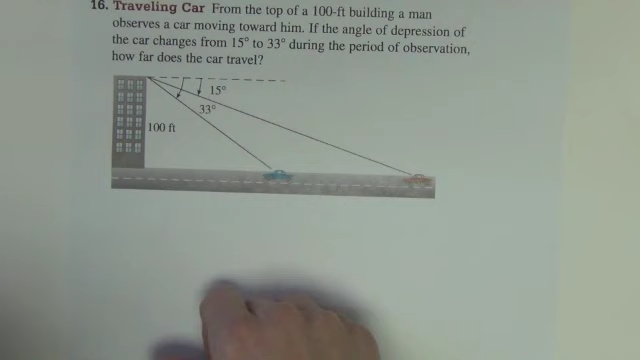 16. Traveling Car From the top of a 100-ft building a man
observes a car moving toward him. If the angle of depression of
the car changes from 15° to 33° during the period of observation,
how far does the car travel?
15°
33°
100 ft